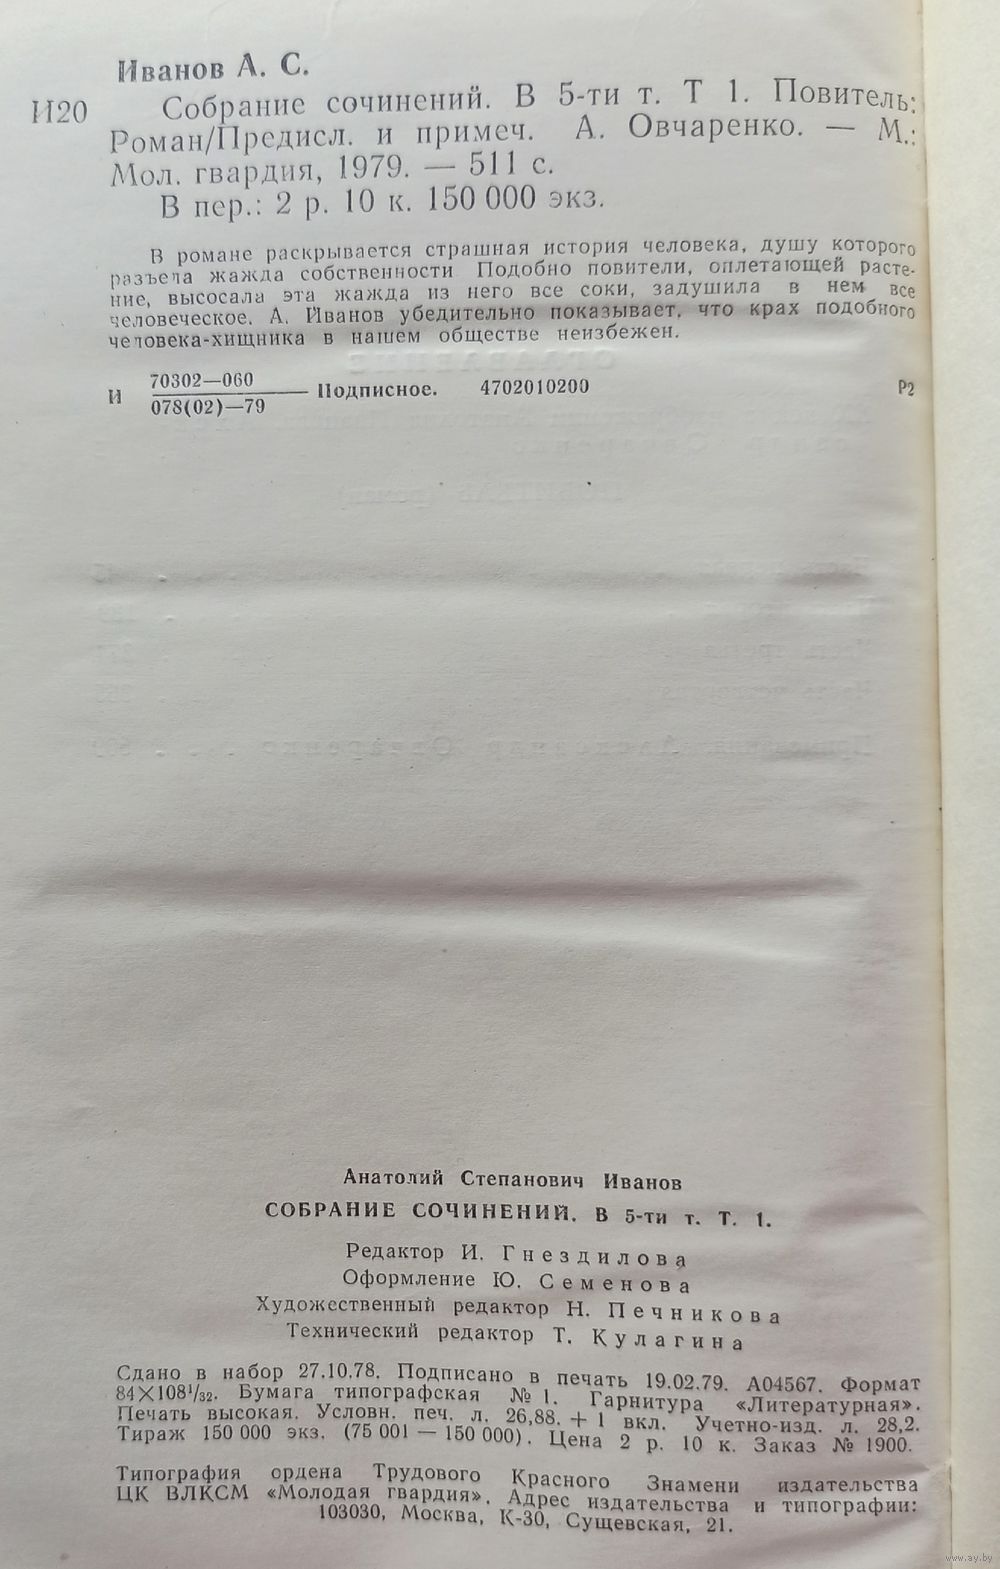 Иванов А. С.
И20 Собрание сочинений. В 5-ти т. Т 1. Повитель:
Роман/Предисл. и примеч. А. Овчаренко. — М.:
Мол. гвардия, 1979. — 511 с.
В пер.: 2 р. 10 к. 150 000 экз.
В романе раскрывается страшная история человека, душу которого
разъела жажда собственности Подобно повители, оплетающей расте-
ние, высосала эта жажда из него все соки, задушила в нем все
человеческое. А. Иванов убедительно показывает, что крах подобного
человека-хищника в нашем обществе неизбежен.
И 70302—060
078(02)—79 Подписное. 4702010200 Р2
Анатолий Степанович Иванов
СОБРАНИЕ СОЧИНЕНИЙ. В 5-ти т. Т. 1.
Редактор И. Гнездилова
Оформление Ю. Семенова
Художественный редактор Н. Печникова
Технический редактор Т. Кулагина
Сдано в набор 27.10.78. Подписано в печать 19.02.79. А04567. Формат
84×108¹/₃₂. Бумага типографская № 1. Гарнитура «Литературная».
Печать высокая. Условн. печ. л. 26,88. + 1 вкл. Учетно-изд. л. 28,2.
Тираж 150 000 экз. (75 001 — 150 000). Цена 2 р. 10 к. Заказ № 1900.
Типография ордена Трудового Красного Знамени издательства
ЦК ВЛКСМ «Молодая гвардия». Адрес издательства и типографии:
103030, Москва, К-30, Сущевская, 21.
www.ay.by